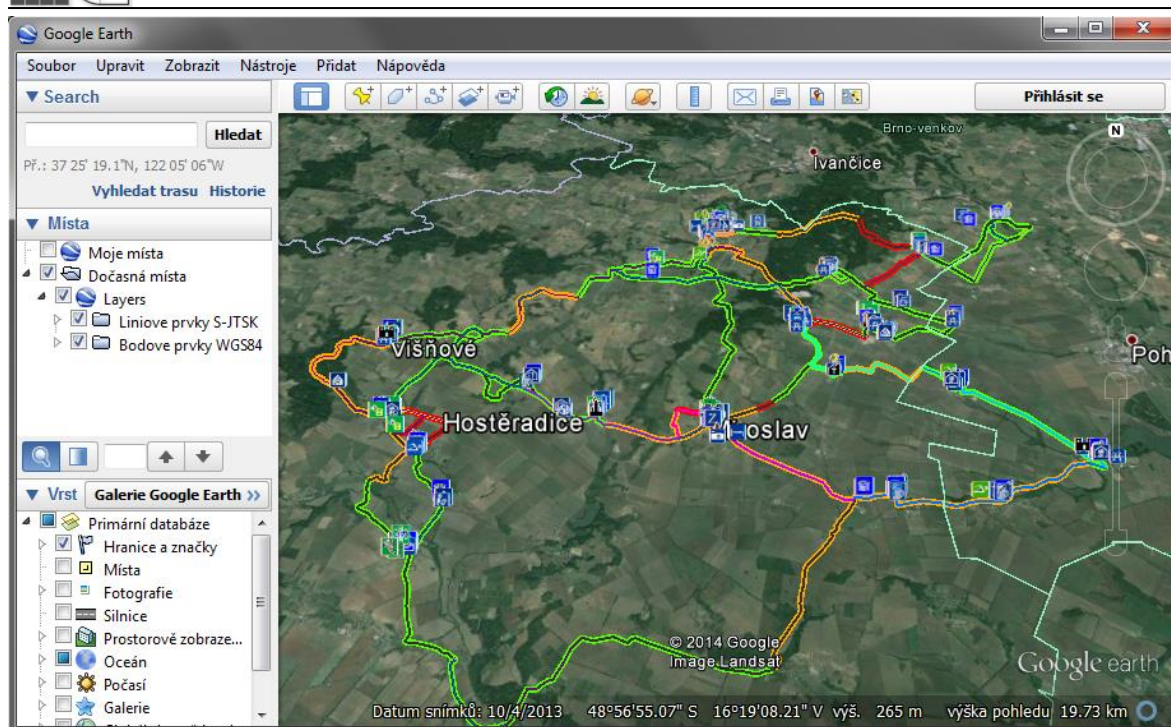 Google Earth
Soubor Upravit Zobrazit Nástroje Přidat Nápověda
Search
Přihlásit se
Hledat
Př.: 37 25' 19.1"N, 122 05' 06"W
Vyhledat trasu Historie
Místa
Moje místa
Dočasná místa
Layers
Liniove prvky S-JTSK
Bodove prvky WGS84
Vrst Galerie Google Earth >>
Primární databáze
Hranice a značky
Místa
Fotografie
Silnice
Prostorově zobraze...
Oceán
Počasí
Galerie
Brno-venkov
N
Ivančice
Višňové
Poh
Hostěradice
oslav
© 2014 Google
Image Landsat
Google earth
Datum snímků: 10/4/2013 48°56'55.07" S 16°19'08.21" V výš. 265 m výška pohledu 19.73 km